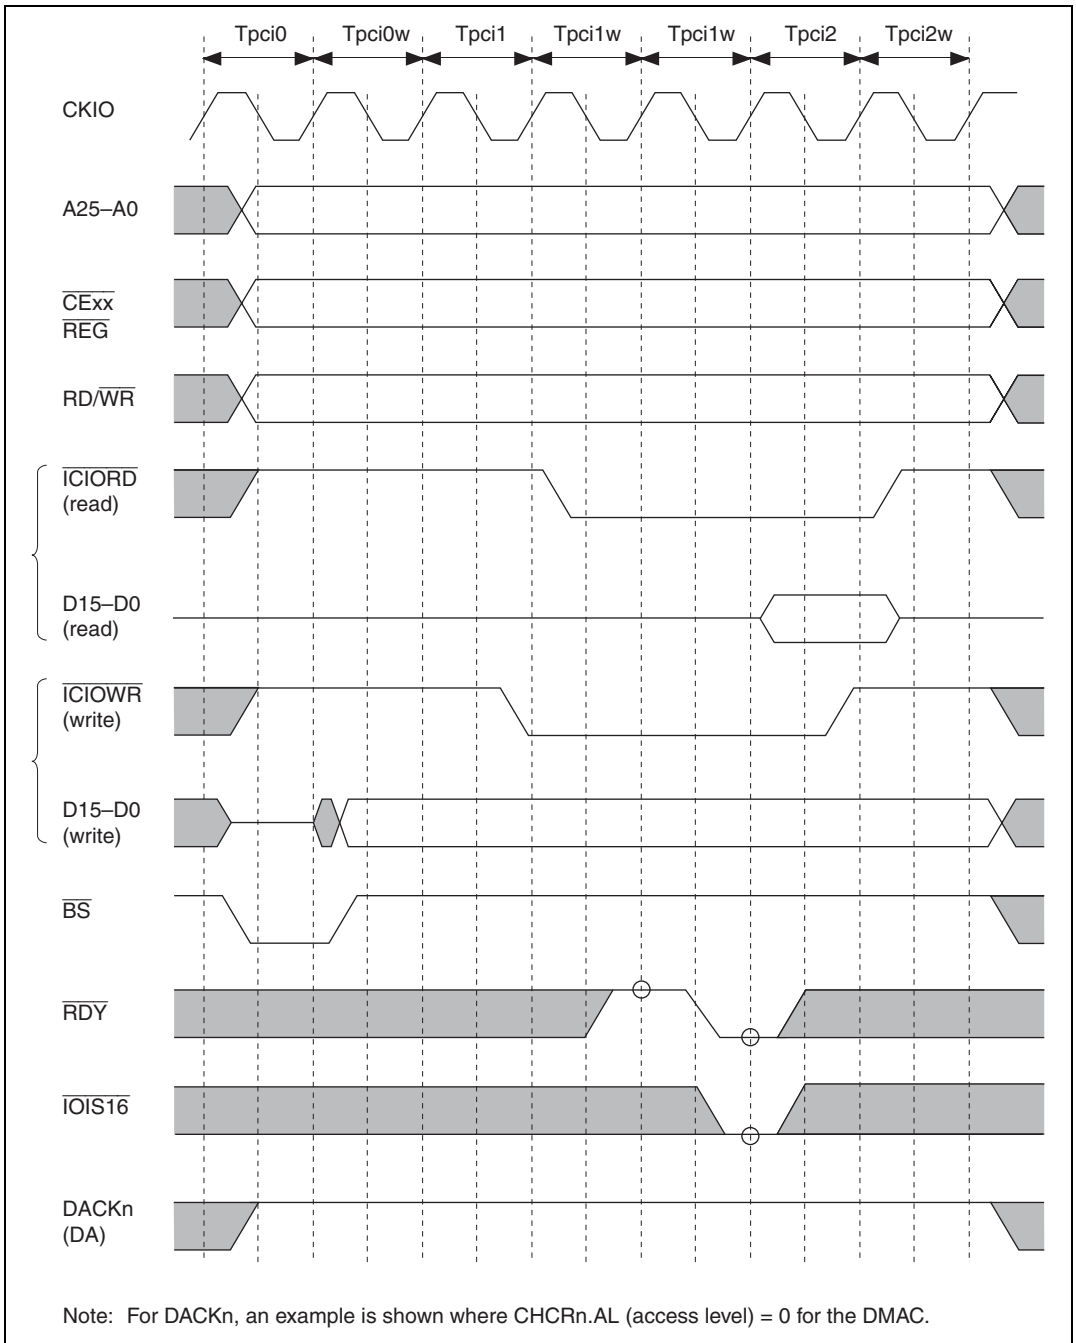 Tpci0 Tpci0w Tpci1 Tpci1w Tpci1w Tpci2 Tpci2w
CKIO
A25–A0
CExx
REG
RD/WR
ICIORD
(read)
D15–D0
(read)
ICIOWR
(write)
D15–D0
(write)
BS
RDY
IOIS16
DACKn
(DA)
Note: For DACKn, an example is shown where CHCRn.AL (access level) = 0 for the DMAC.